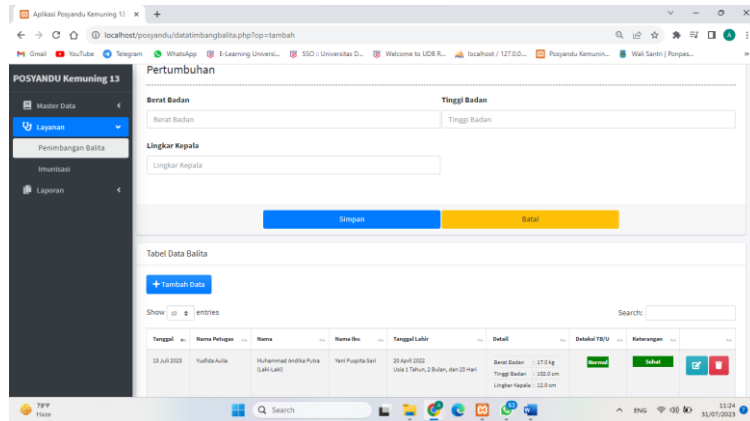 Aplikasi Posyandu Kemuning 13
localhost/posyandu/datatimbangbalita.php?op=tambah
Gmail YouTube Telegram WhatsApp E-Learning Universi... SSO :: Universitas D... Welcome to UDB R... localhost / 127.0.0.... Posyandu Kemunin... Wali Santri | Ponpes...
POSYANDU Kemuning 13
Master Data
Layanan
Penimbangan Balita
Imunisasi
Laporan
Pertumbuhan
Berat Badan Tinggi Badan
Berat Badan Tinggi Badan
Lingkar Kepala
Lingkar Kepala
Simpan Batal
Tabel Data Balita
+ Tambah Data
Show 10 entries Search:
Tanggal Nama Petugas Nama Nama Ibu Tanggal Lahir Detail Deteksi TB/U Keterangan
13 Juli 2023 Yusfida Aulia Muhammad Andika Putra Yeni Puspita Sari 20 April 2022 Berat Badan : 17.0 kg Normal Sehat
(Laki-Laki) Usia 1 Tahun, 2 Bulan, dan 23 Hari Tinggi Badan : 102.0 cm
Lingkar Kepala : 12.0 cm
79°F
Haze
Search
ENG
11:24
31/07/2023